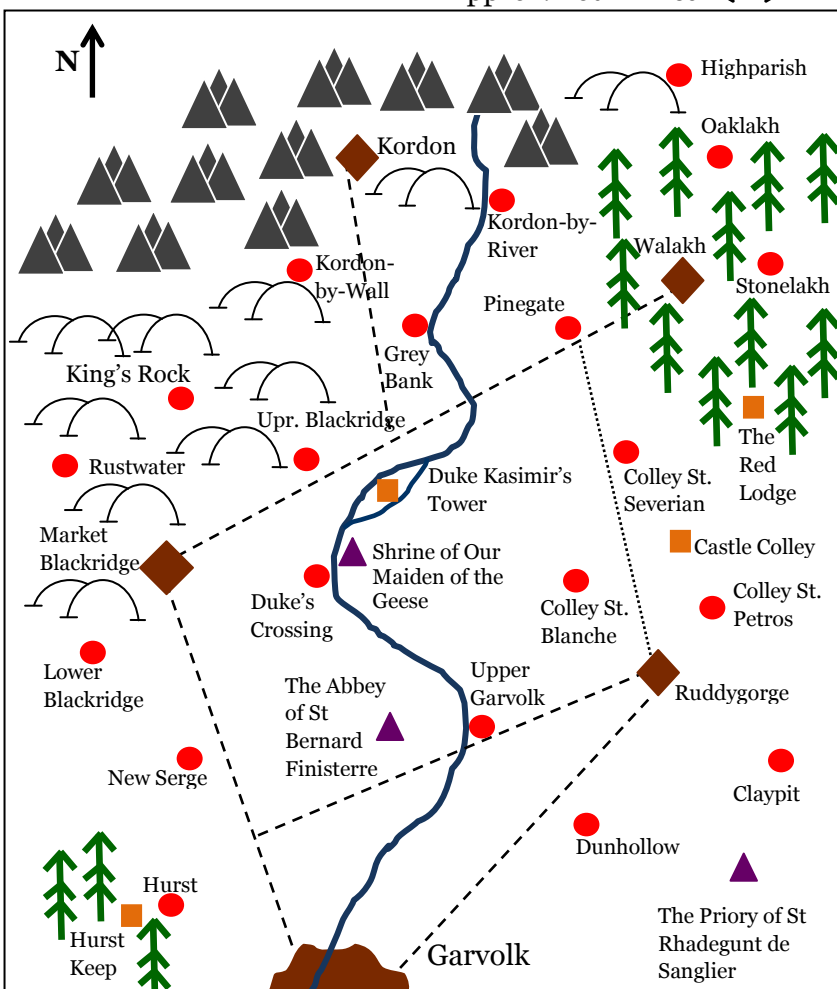 N
Highparish
Oaklakh
Kordon
Kordon-by-
River
Walakh
Kordon-
by-Wall
Stonelakh
Pinegate
Grey
Bank
King's Rock
Upr. Blackridge
The
Red
Lodge
Rustwater
Duke Kasimir's
Tower
Colley St.
Severian
Market
Blackridge
Castle Colley
Shrine of Our
Maiden of the
Geese
Duke's
Crossing
Colley St.
Blanche
Colley St.
Petros
Lower
Blackridge
The Abbey
of St
Bernard
Finisterre
Upper
Garvolk
Ruddygorge
New Serge
Claypit
Dunhollow
Hurst
Hurst
Keep
Garvolk
The Priory of St
Rhadegunt de
Sanglier